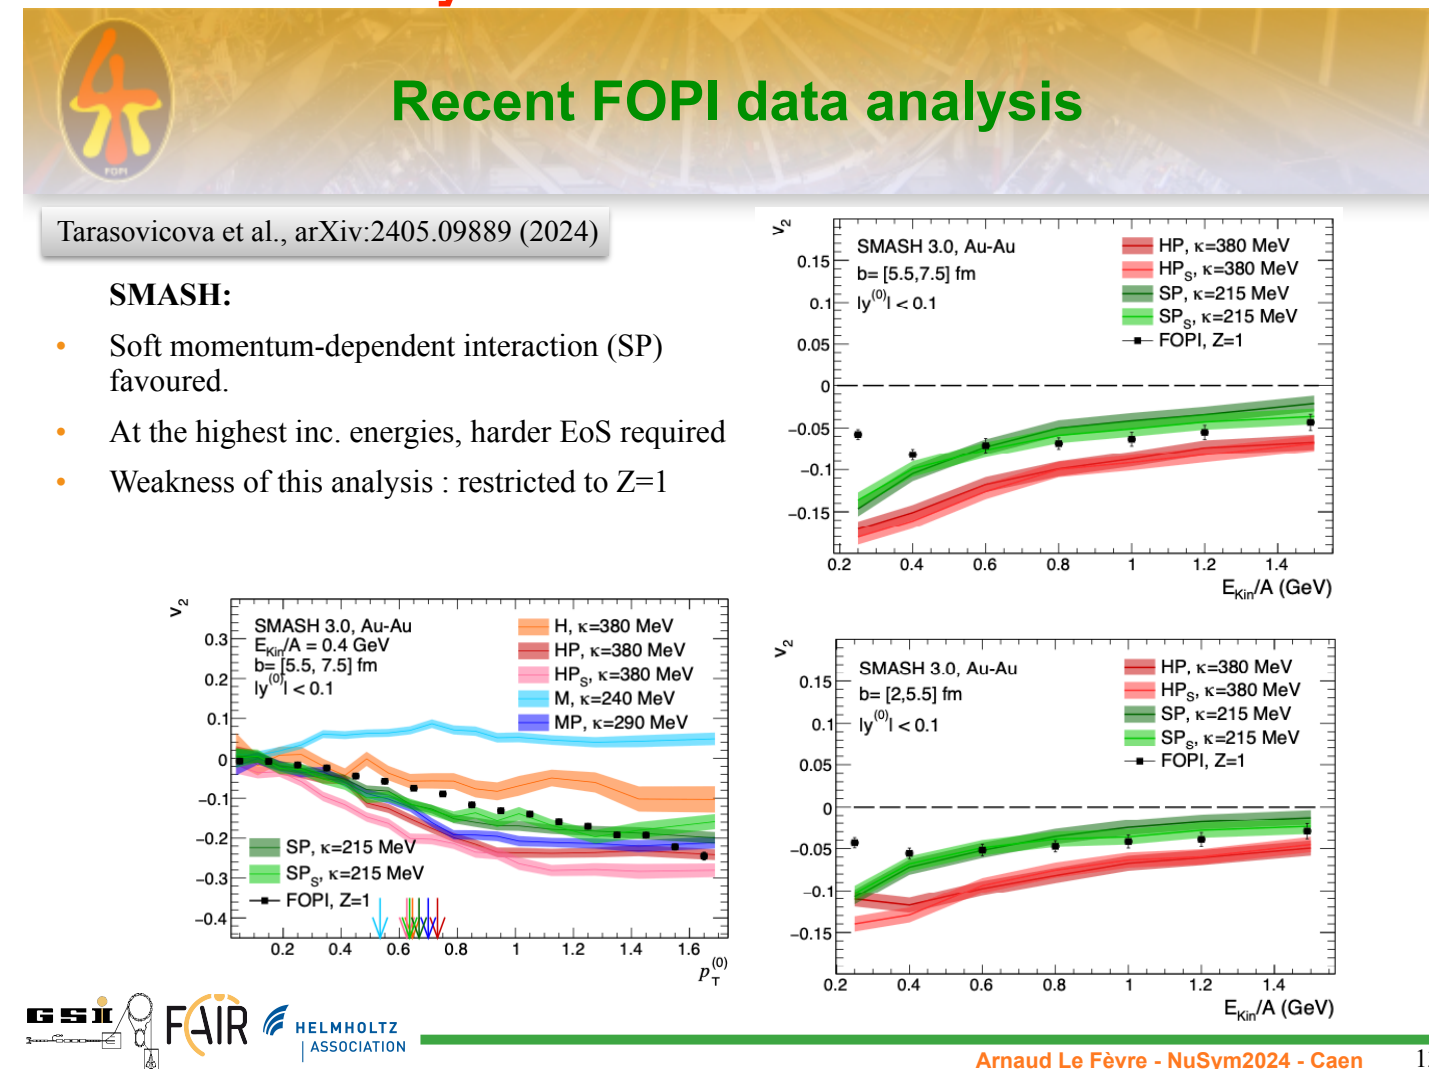 Recent FOPI data analysis
FOPI
Tarasovicova et al., arXiv:2405.09889 (2024)
SMASH:
• Soft momentum-dependent interaction (SP)
favoured.
• At the highest inc. energies, harder EoS required
• Weakness of this analysis : restricted to Z=1
v2
SMASH 3.0, Au-Au
b= [5.5,7.5] fm
|y(0)| < 0.1
HP, κ=380 MeV
HPS, κ=380 MeV
SP, κ=215 MeV
SPS, κ=215 MeV
FOPI, Z=1
0.15
0.1
0.05
0
−0.05
−0.1
−0.15
0.2 0.4 0.6 0.8 1 1.2 1.4
EKin/A (GeV)
v2
SMASH 3.0, Au-Au
EKin/A = 0.4 GeV
b= [5.5, 7.5] fm
|y(0)| < 0.1
H, κ=380 MeV
HP, κ=380 MeV
HPS, κ=380 MeV
M, κ=240 MeV
MP, κ=290 MeV
SP, κ=215 MeV
SPS, κ=215 MeV
FOPI, Z=1
0.3
0.2
0.1
0
−0.1
−0.2
−0.3
−0.4
0.2 0.4 0.6 0.8 1 1.2 1.4 1.6
pT(0)
v2
SMASH 3.0, Au-Au
b= [2,5.5] fm
|y(0)| < 0.1
HP, κ=380 MeV
HPS, κ=380 MeV
SP, κ=215 MeV
SPS, κ=215 MeV
FOPI, Z=1
0.15
0.1
0.05
0
−0.05
−0.1
−0.15
0.2 0.4 0.6 0.8 1 1.2 1.4
EKin/A (GeV)
GSI
FAIR
HELMHOLTZ
ASSOCIATION
Arnaud Le Fèvre - NuSym2024 - Caen